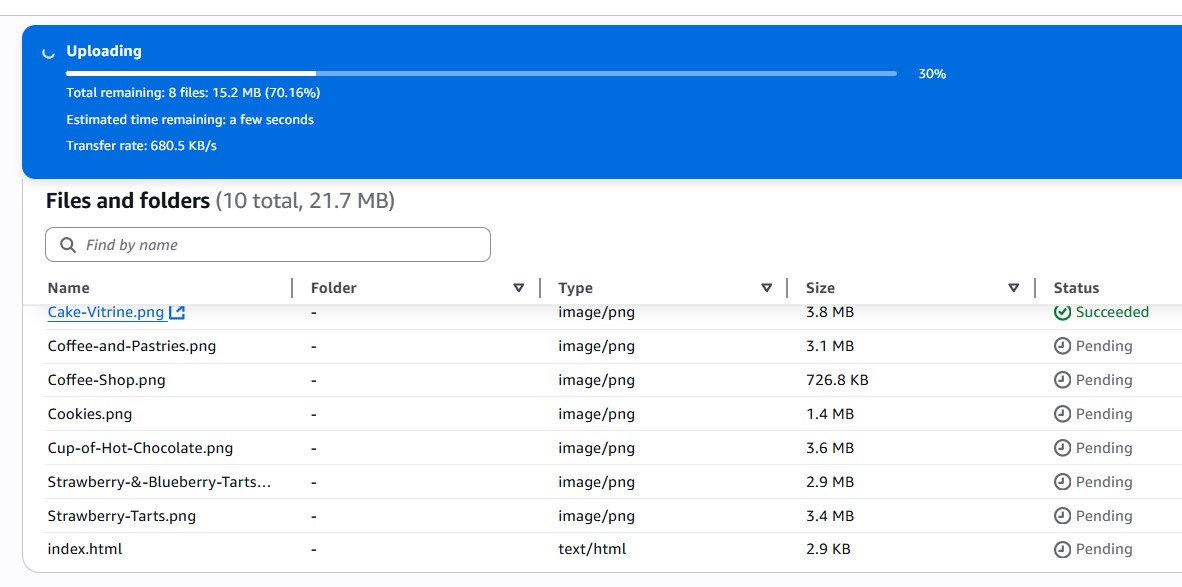 Uploading
30%
Total remaining: 8 files: 15.2 MB (70.16%)
Estimated time remaining: a few seconds
Transfer rate: 680.5 KB/s
Files and folders (10 total, 21.7 MB)
Find by name
Name Folder Type Size Status
Cake-Vitrine.png - image/png 3.8 MB Succeeded
Coffee-and-Pastries.png - image/png 3.1 MB Pending
Coffee-Shop.png - image/png 726.8 KB Pending
Cookies.png - image/png 1.4 MB Pending
Cup-of-Hot-Chocolate.png - image/png 3.6 MB Pending
Strawberry-&-Blueberry-Tarts... - image/png 2.9 MB Pending
Strawberry-Tarts.png - image/png 3.4 MB Pending
index.html - text/html 2.9 KB Pending